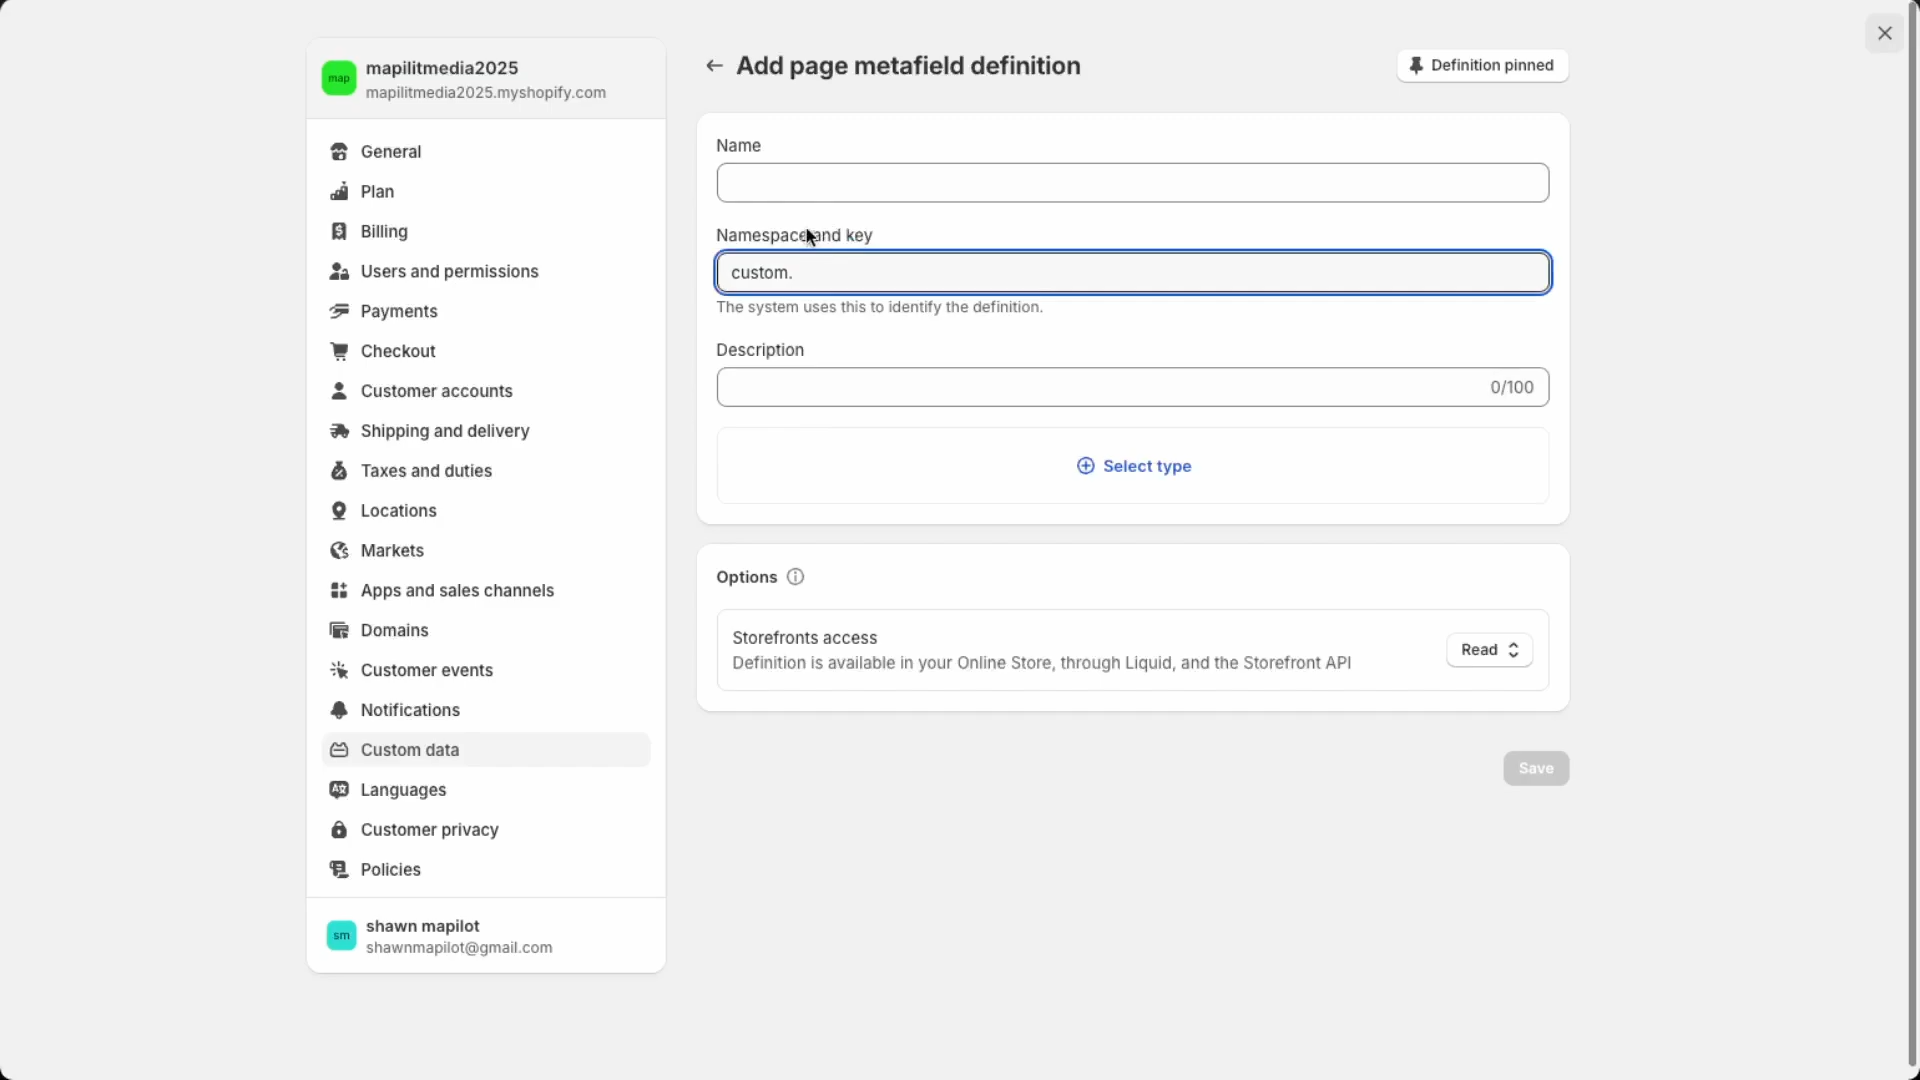 map
mapilitmedia2025
mapilitmedia2025.myshopify.com
General
Plan
Billing
Users and permissions
Payments
Checkout
Customer accounts
Shipping and delivery
Taxes and duties
Locations
Markets
Apps and sales channels
Domains
Customer events
Notifications
Custom data
Languages
Customer privacy
Policies
sm
shawn mapilot
shawnmapilot@gmail.com
Add page metafield definition
Definition pinned
Name
Namespace and key
custom.
The system uses this to identify the definition.
Description
0/100
Select type
Options
Storefronts access
Definition is available in your Online Store, through Liquid, and the Storefront API
Read
Save